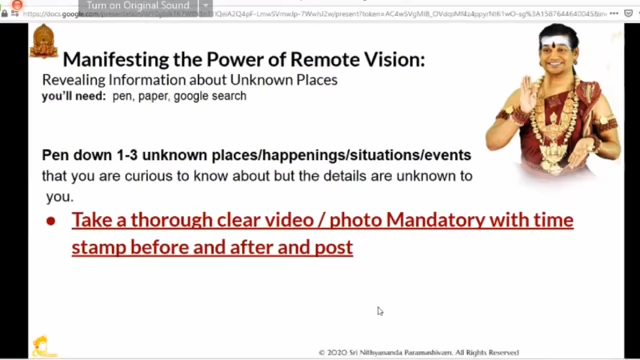 Turn on Original Sound
Manifesting the Power of Remote Vision:
Revealing Information about Unknown Places
you'll need: pen, paper, google search
Pen down 1-3 unknown places/happenings/situations/events
that you are curious to know about but the details are unknown to
you.
● Take a thorough clear video / photo Mandatory with time
stamp before and after and post
© 2020 Sri Nithyananda Paramashivam. All Rights Reserved